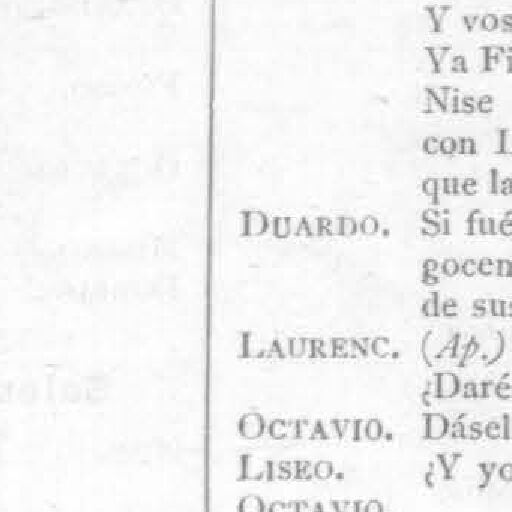 Y vos
Ya Fi
Nise
con L
que la
DUARDO. Si fué
gocen
de sus
LAURENC. (Ap.)
¿Daré
OCTAVIO. Dásel
LISEO. ¿Y yo
OCTAVIO